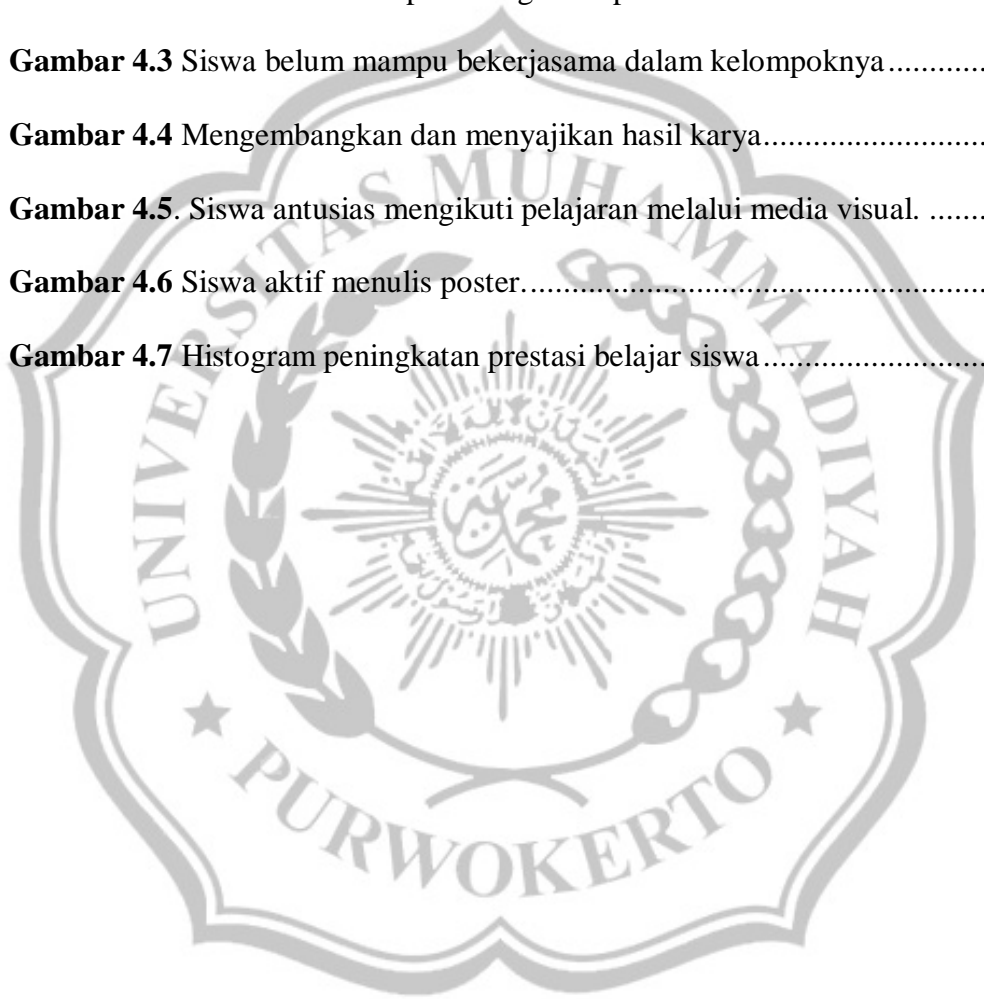 Gambar 4.3 Siswa belum mampu bekerjasama dalam kelompoknya............
Gambar 4.4 Mengembangkan dan menyajikan hasil karya........................
Gambar 4.5. Siswa antusias mengikuti pelajaran melalui media visual. .......
Gambar 4.6 Siswa aktif menulis poster..................................................
Gambar 4.7 Histogram peningkatan prestasi belajar siswa........................
UNIVERSITAS MUHAMMADIYAH
PURWOKERTO